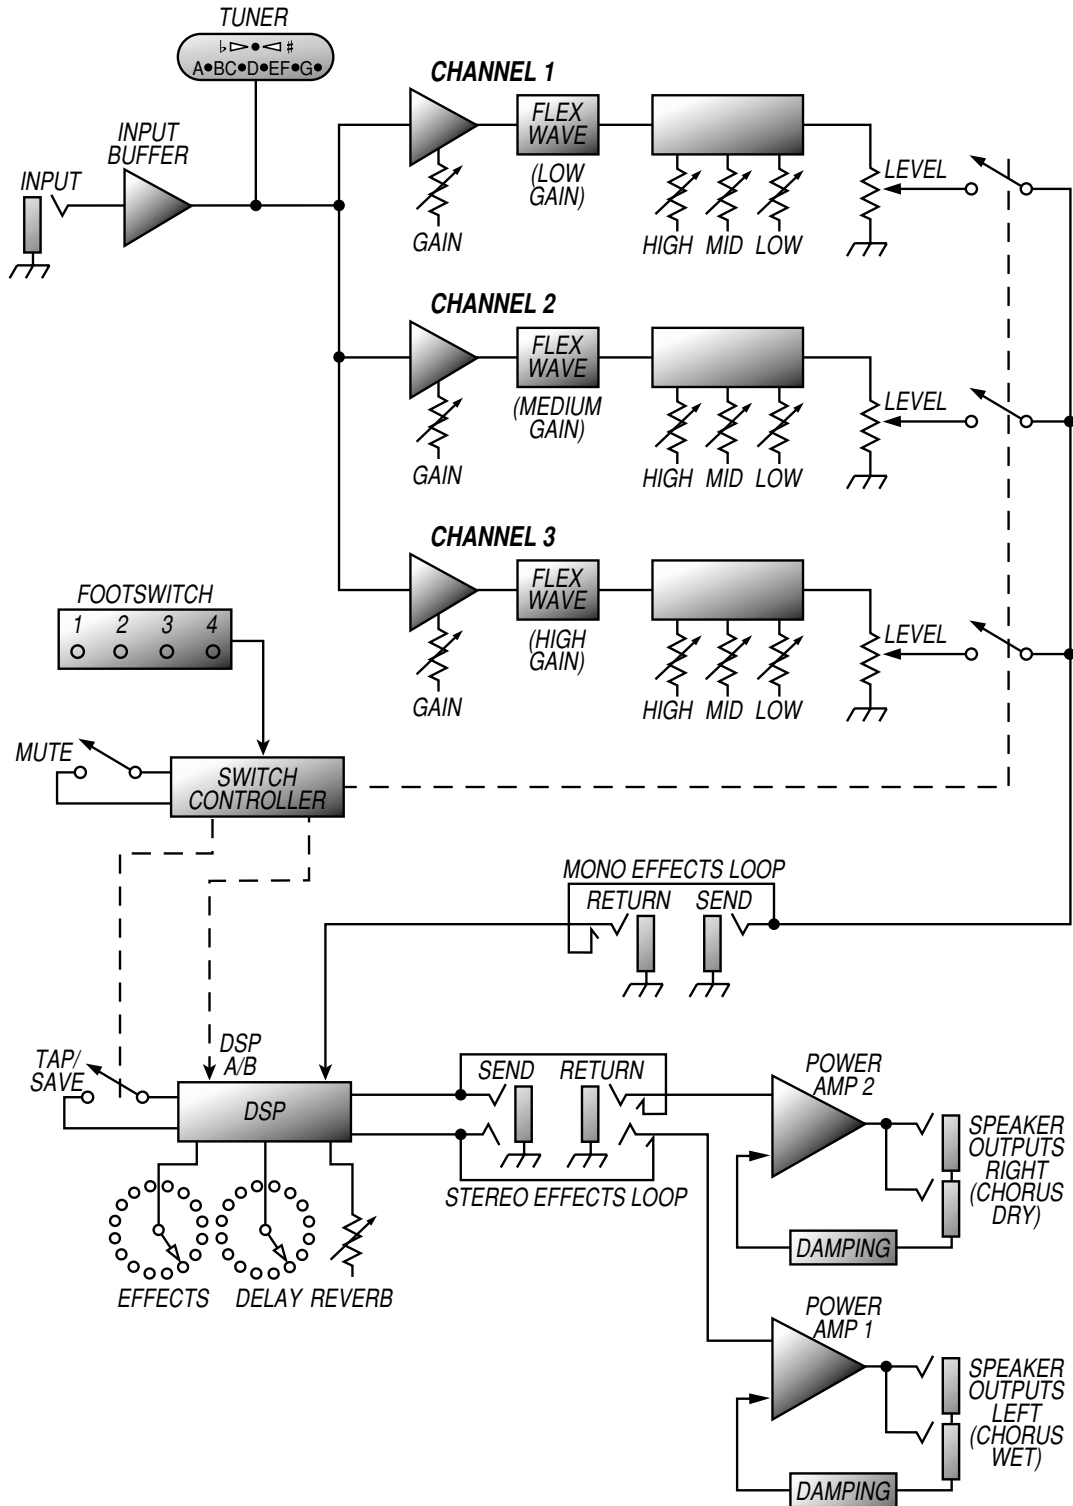 TUNER
♭ ♯
A•BC•D•EF•G•
INPUT
BUFFER
INPUT
CHANNEL 1
FLEX
WAVE
(LOW
GAIN)
GAIN
HIGH MID LOW
LEVEL
CHANNEL 2
FLEX
WAVE
(MEDIUM
GAIN)
GAIN
HIGH MID LOW
LEVEL
CHANNEL 3
FLEX
WAVE
(HIGH
GAIN)
GAIN
HIGH MID LOW
LEVEL
FOOTSWITCH
1 2 3 4
MUTE
SWITCH
CONTROLLER
MONO EFFECTS LOOP
RETURN SEND
TAP/
SAVE
DSP
A/B
DSP
EFFECTS DELAY REVERB
SEND RETURN
STEREO EFFECTS LOOP
POWER
AMP 2
SPEAKER
OUTPUTS
RIGHT
(CHORUS
DRY)
DAMPING
POWER
AMP 1
SPEAKER
OUTPUTS
LEFT
(CHORUS
WET)
DAMPING